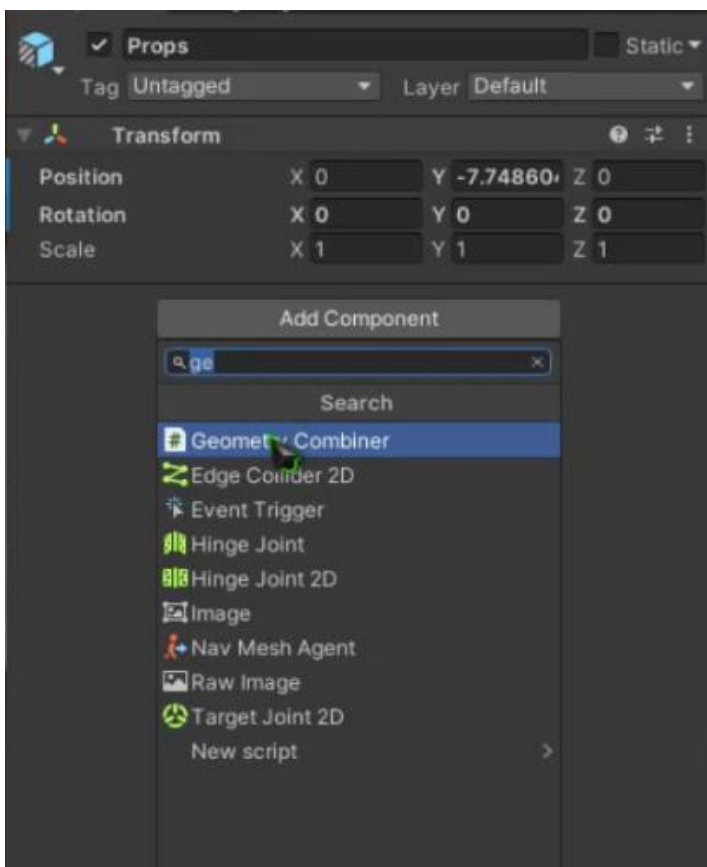 Props Static
Tag Untagged Layer Default
Transform
Position X 0 Y -7.74860 Z 0
Rotation X 0 Y 0 Z 0
Scale X 1 Y 1 Z 1
Add Component
ge
Search
# Geometry Combiner
Edge Collider 2D
Event Trigger
Hinge Joint
Hinge Joint 2D
Image
Nav Mesh Agent
Raw Image
Target Joint 2D
New script